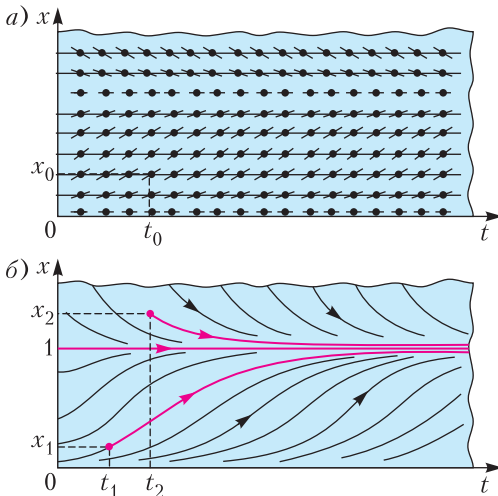 а) x
x₀
0 t₀ t
б) x
x₂
1
x₁
0 t₁ t₂ t